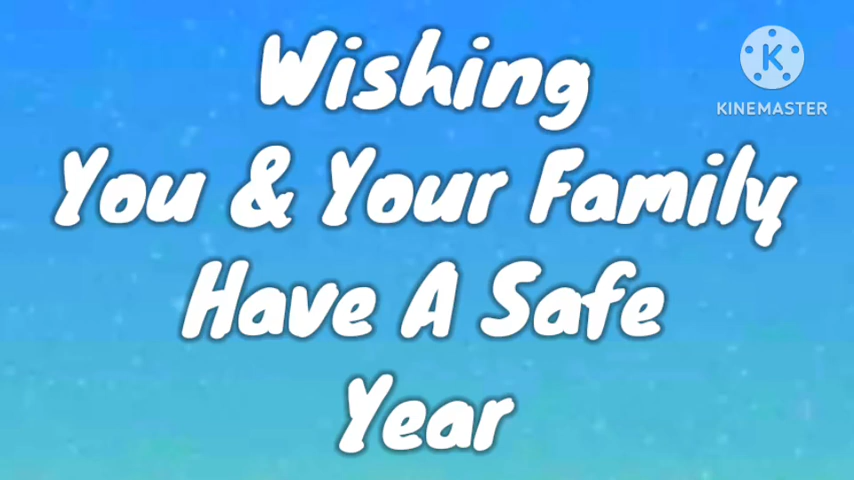 Wishing
K
KINEMASTER
You & Your Family
Have A Safe
Year